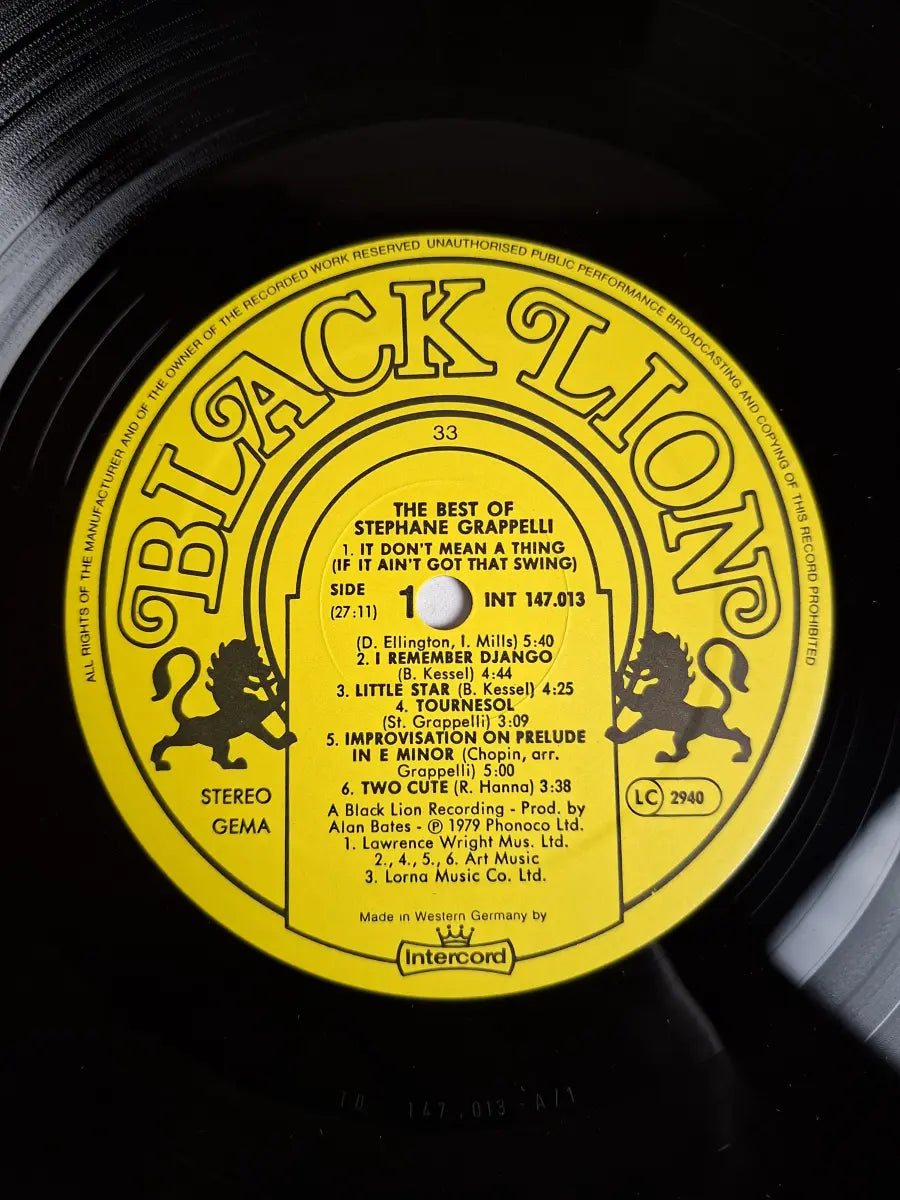 ALL RIGHTS OF THE MANUFACTURER AND OF THE OWNER OF THE RECORDED WORK RESERVED UNAUTHORISED PUBLIC PERFORMANCE BROADCASTING AND COPYING OF THIS RECORD PROHIBITED
BLACK LION
33
THE BEST OF
STEPHANE GRAPPELLI
1. IT DON'T MEAN A THING
(IF IT AIN'T GOT THAT SWING)
SIDE 1 INT 147.013
(27:11)
(D. Ellington, I. Mills) 5:40
2. I REMEMBER DJANGO
(B. Kessel) 4:44
3. LITTLE STAR (B. Kessel) 4:25
4. TOURNESOL
(St. Grappelli) 3:09
5. IMPROVISATION ON PRELUDE
IN E MINOR (Chopin, arr.
Grappelli) 5:00
6. TWO CUTE (R. Hanna) 3:38
STEREO
GEMA
LC 2940
A Black Lion Recording - Prod. by
Alan Bates - ℗ 1979 Phonoco Ltd.
1. Lawrence Wright Mus. Ltd.
2., 4., 5., 6. Art Music
3. Lorna Music Co. Ltd.
Made in Western Germany by
Intercord
147.013 - A/1